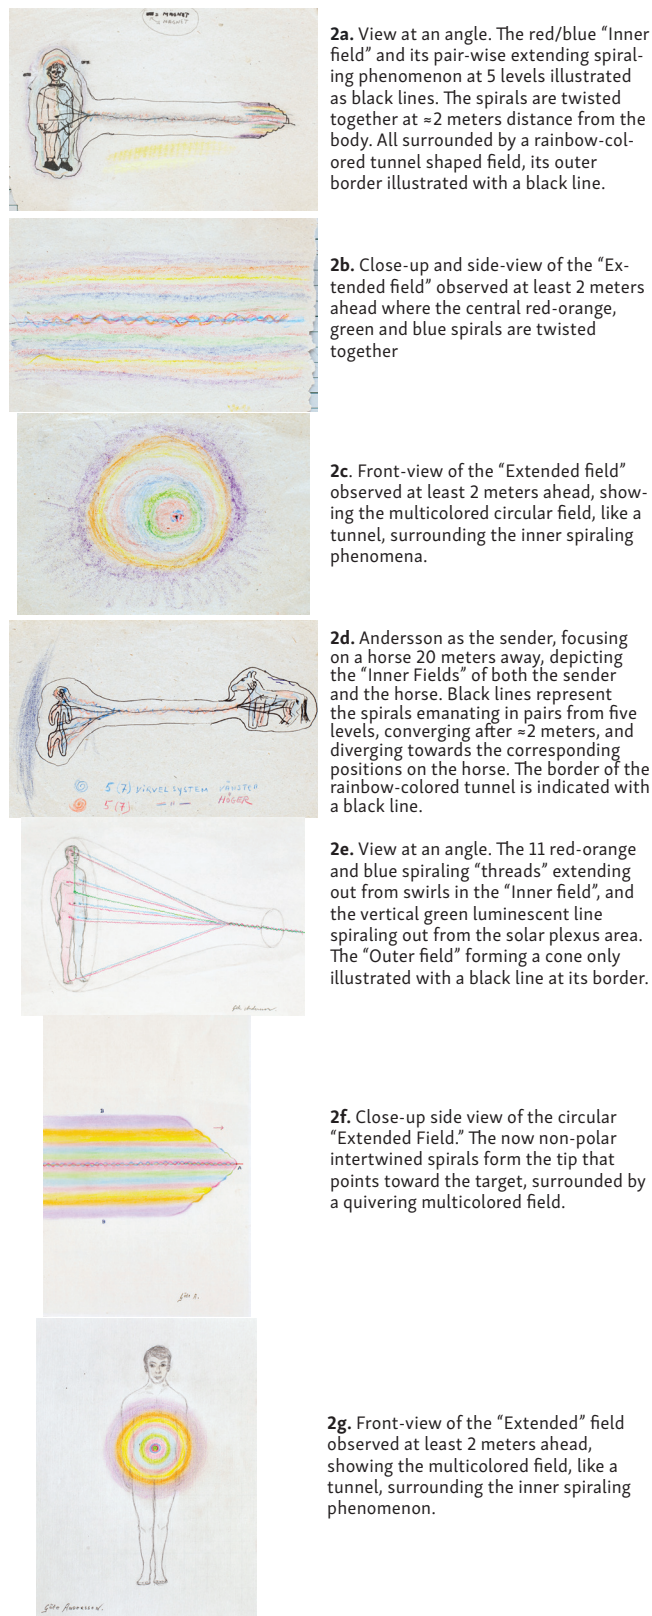 ≈2 MAGNET
MAGNET
2a. View at an angle. The red/blue “Inner
field” and its pair-wise extending spiral-
ing phenomenon at 5 levels illustrated
as black lines. The spirals are twisted
together at ≈2 meters distance from the
body. All surrounded by a rainbow-col-
ored tunnel shaped field, its outer
border illustrated with a black line.
2b. Close-up and side-view of the “Ex-
tended field” observed at least 2 meters
ahead where the central red-orange,
green and blue spirals are twisted
together
2c. Front-view of the “Extended field”
observed at least 2 meters ahead, show-
ing the multicolored circular field, like a
tunnel, surrounding the inner spiraling
phenomena.
2d. Andersson as the sender, focusing
on a horse 20 meters away, depicting
the “Inner Fields” of both the sender
and the horse. Black lines represent
the spirals emanating in pairs from five
levels, converging after ≈2 meters, and
diverging towards the corresponding
positions on the horse. The border of the
rainbow-colored tunnel is indicated with
a black line.
5 (7) VIRVELSYSTEM VÄNSTER
5 (7) —"— HÖGER
2e. View at an angle. The 11 red-orange
and blue spiraling “threads” extending
out from swirls in the “Inner field”, and
the vertical green luminescent line
spiraling out from the solar plexus area.
The “Outer field” forming a cone only
illustrated with a black line at its border.
B
A
B
2f. Close-up side view of the circular
“Extended Field.” The now non-polar
intertwined spirals form the tip that
points toward the target, surrounded by
a quivering multicolored field.
Göte A.
2g. Front-view of the “Extended” field
observed at least 2 meters ahead,
showing the multicolored field, like a
tunnel, surrounding the inner spiraling
phenomenon.
Göte Andersson.